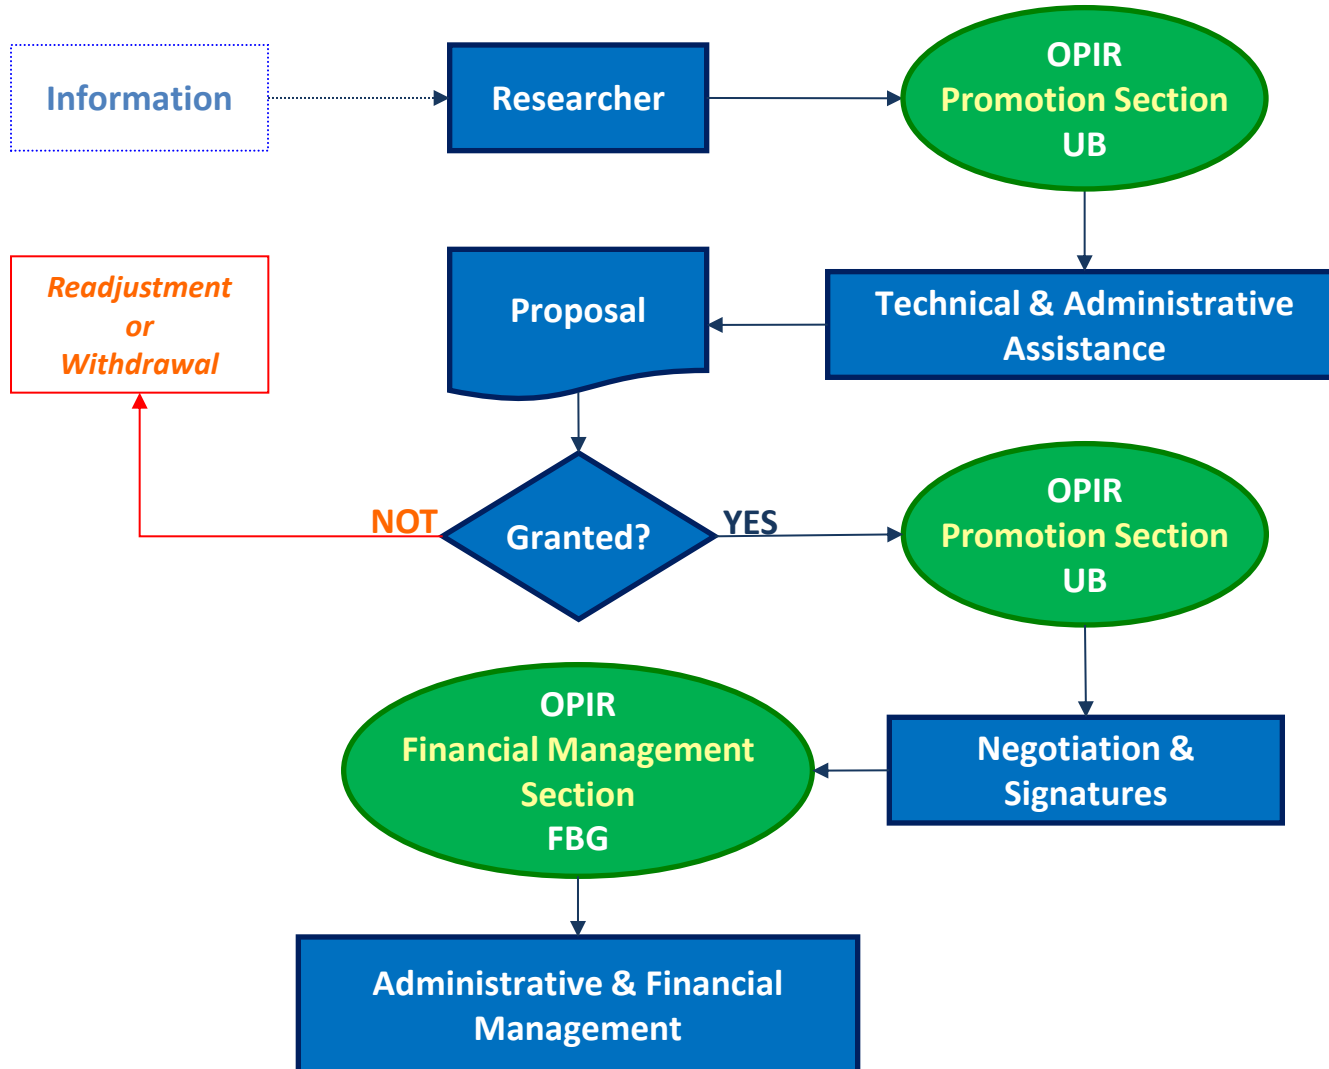 Information
Researcher
OPIR
Promotion Section
UB
Readjustment
or
Withdrawal
Proposal
Technical & Administrative
Assistance
NOT
Granted?
YES
OPIR
Promotion Section
UB
OPIR
Financial Management
Section
FBG
Negotiation &
Signatures
Administrative & Financial
Management